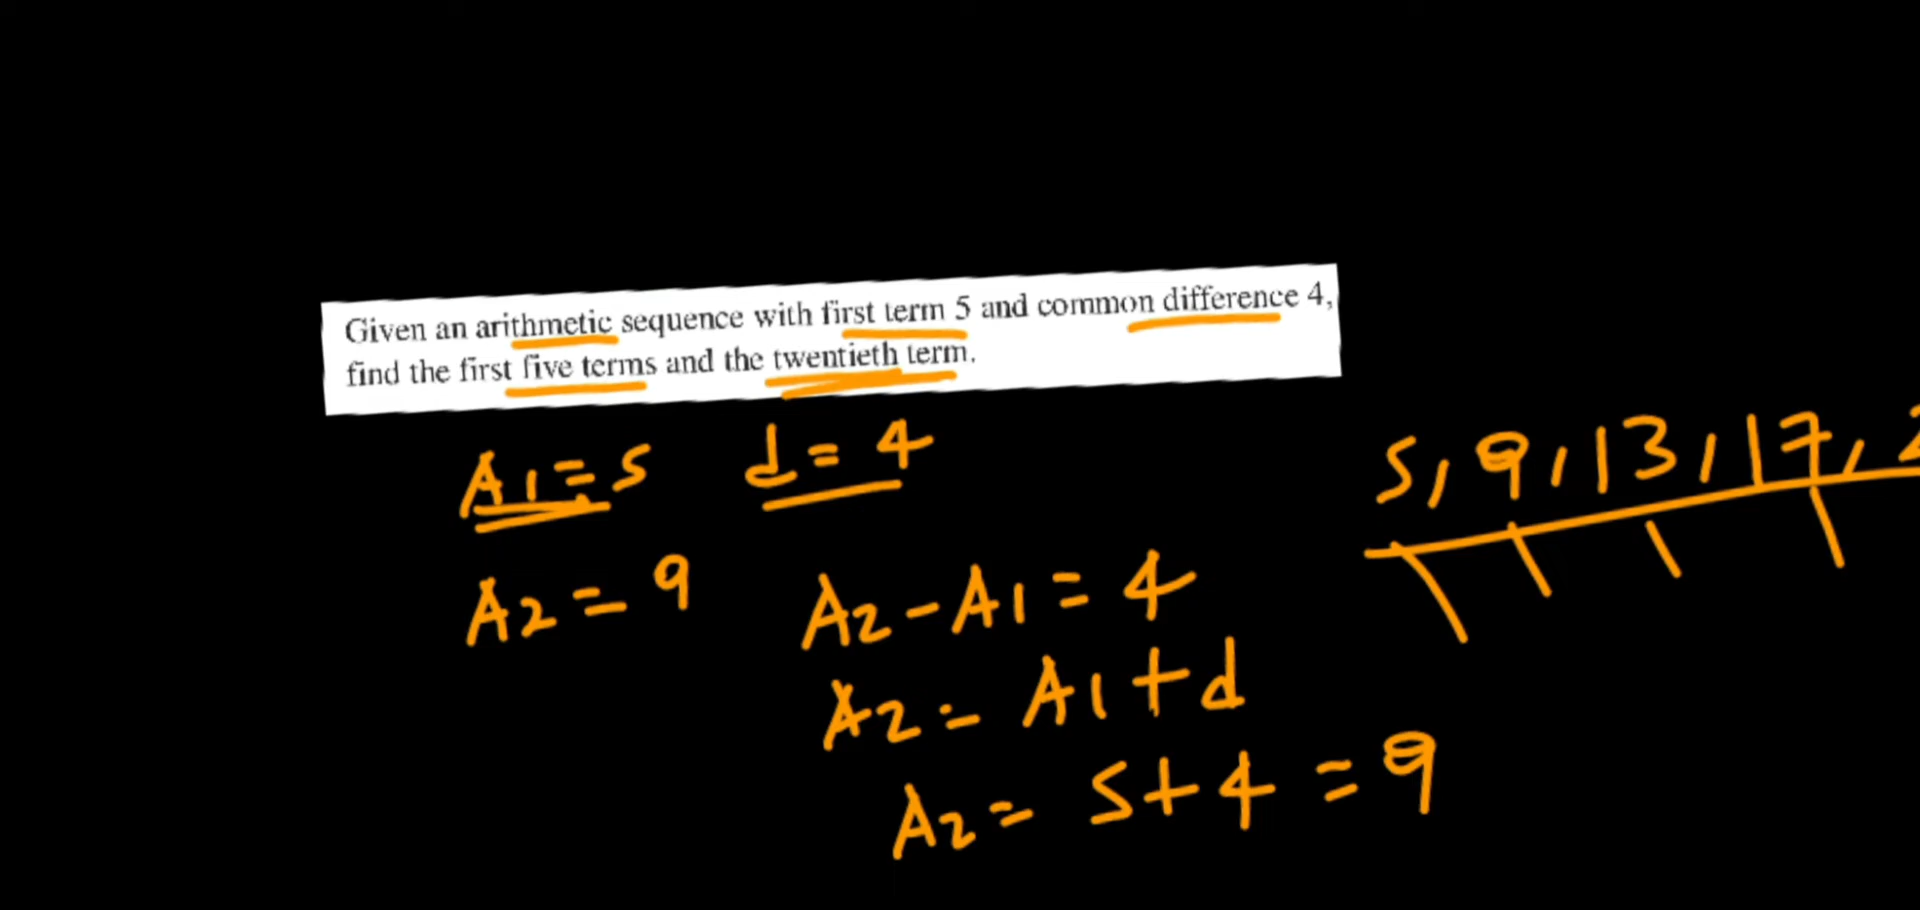 Given an arithmetic sequence with first term 5 and common difference 4,
find the first five terms and the twentieth term.
A1=5 d=4
5,9,13,17,
A2=9 A2-A1=4
A2=A1+d
A2=5+4=9